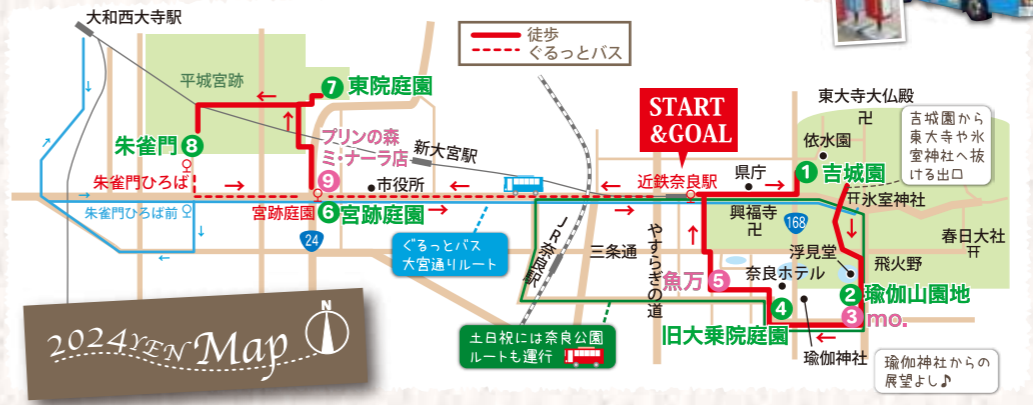 大和西大寺駅
徒歩
ぐるっとバス
平城宮跡
7 東院庭園
朱雀門 8
プリンの森
ミ・ナーラ店
9
新大宮駅
START
&GOAL
東大寺大仏殿
卍
依水園
吉城園から
東大寺や氷
室神社へ抜
ける出口
1 吉城園
県庁
近鉄奈良駅
朱雀門ひろば
市役所
朱雀門ひろば前
宮跡庭園
6 宮跡庭園
24
氷室神社
興福寺
卍
168
春日大社
ぐるっとバス
大宮通りルート
JR奈良駅
三条通
やすらぎの道
浮見堂
飛火野
奈良ホテル
魚万 5
2 瑜伽山園地
3 mo.
4
旧大乗院庭園
瑜伽神社
土日祝には奈良公園
ルートも運行
瑜伽神社からの
展望よし♪
2024YEN Map
N